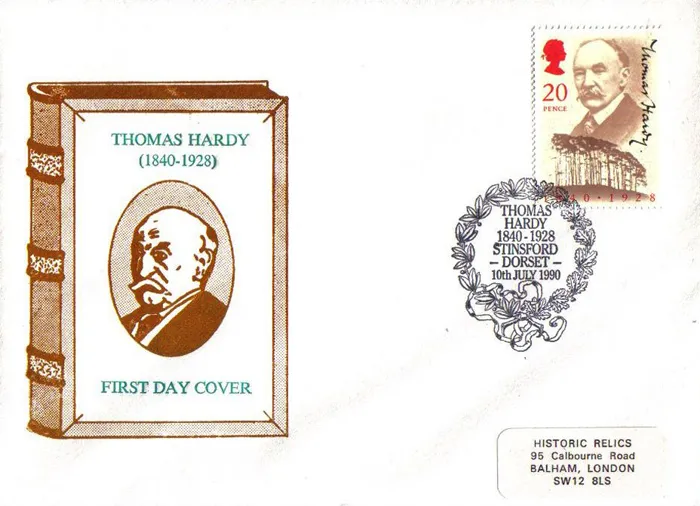 THOMAS HARDY
(1840-1928)
FIRST DAY COVER
20
PENCE
Thomas Hardy.
1840·1928
THOMAS
HARDY
1840-1928
STINSFORD
– DORSET –
10th JULY 1990
HISTORIC RELICS
95 Calbourne Road
BALHAM, LONDON
SW12 8LS